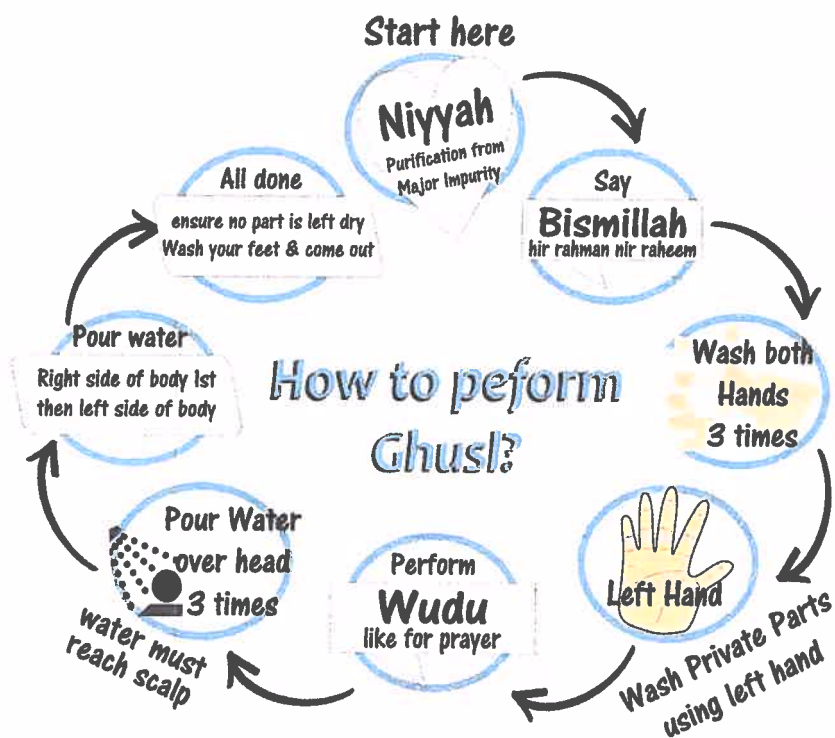 Start here
Niyyah
Purification from
Major Impurity
Say
Bismillah
hir rahman nir raheem
Wash both
Hands
3 times
Left Hand
Wash Private Parts
using left hand
Perform
Wudu
like for prayer
Pour Water
over head
3 times
water must
reach scalp
Pour water
Right side of body 1st
then left side of body
All done
ensure no part is left dry
Wash your feet & come out
How to peform
Ghusl?